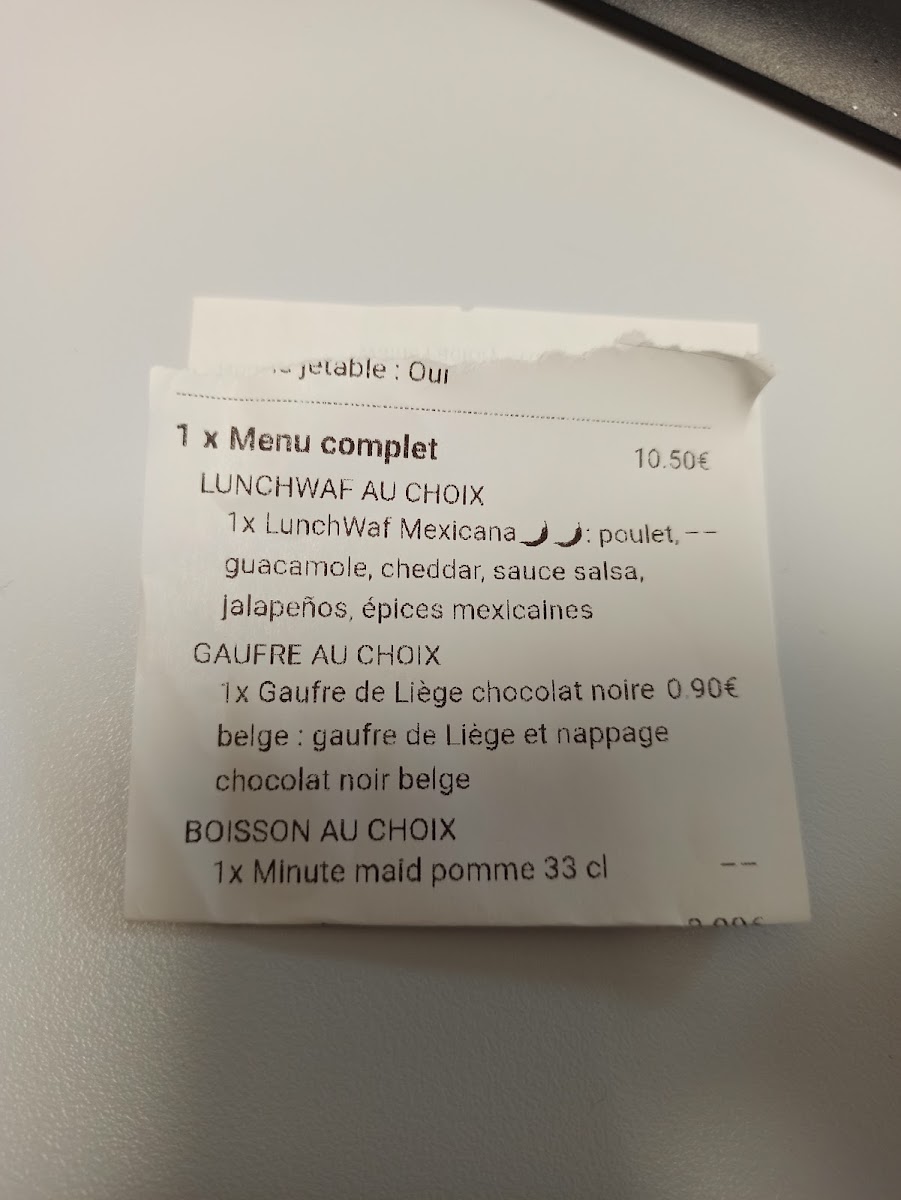 jetable : Oui
1 x Menu complet 10.50€
LUNCHWAF AU CHOIX
1x LunchWaf Mexicana🌶🌶: poulet, --
guacamole, cheddar, sauce salsa,
jalapeños, épices mexicaines
GAUFRE AU CHOIX
1x Gaufre de Liège chocolat noire 0.90€
belge : gaufre de Liège et nappage
chocolat noir belge
BOISSON AU CHOIX
1x Minute maid pomme 33 cl --